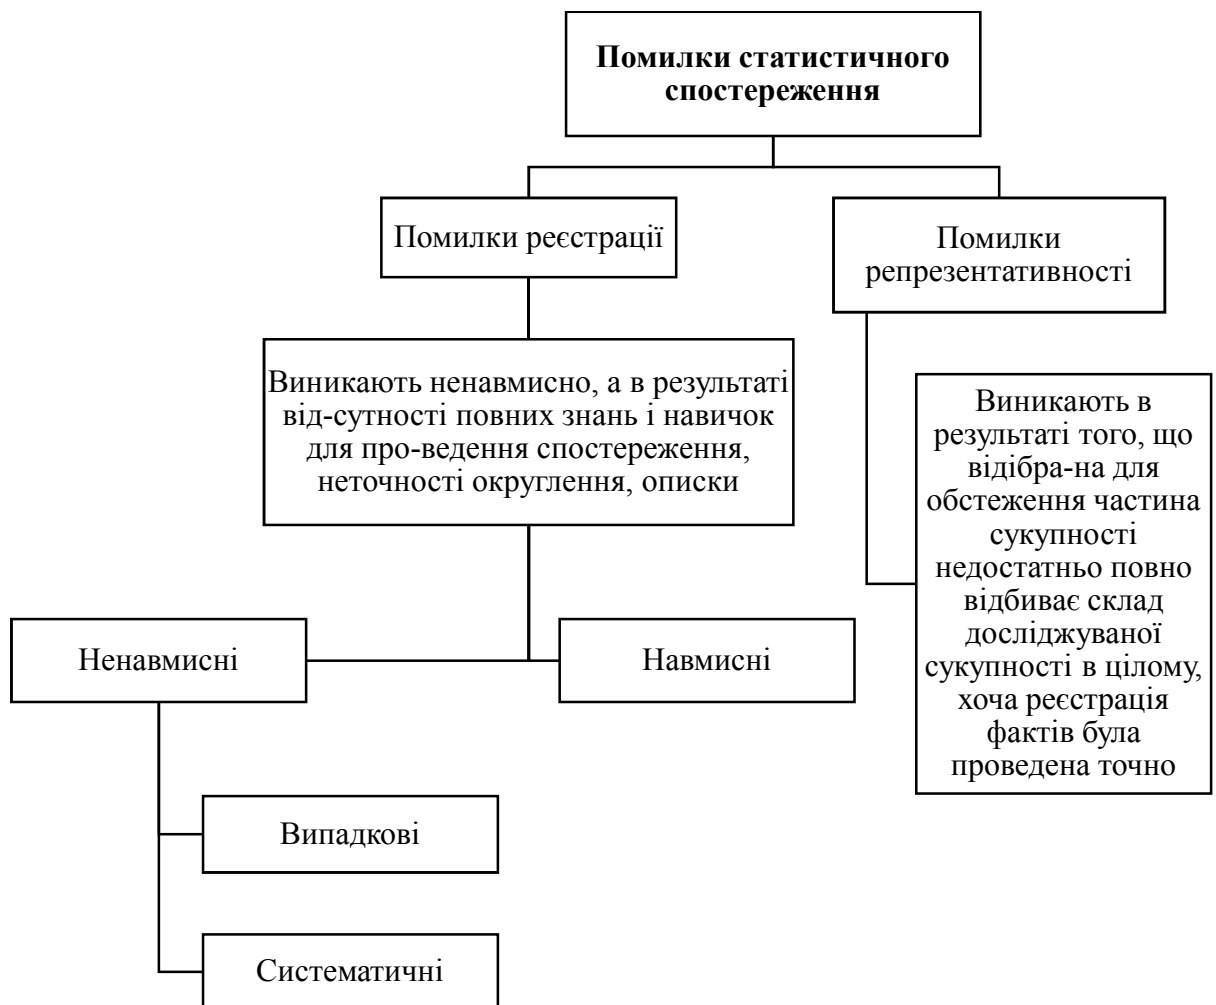 Помилки статистичного
спостереження
Помилки реєстрації
Помилки
репрезентативності
Виникають ненавмисно, а в результаті
від-сутності повних знань і навичок
для про-ведення спостереження,
неточності округлення, описки
Виникають в
результаті того, що
відібра-на для
обстеження частина
сукупності
недостатньо повно
відбиває склад
досліджуваної
сукупності в цілому,
хоча реєстрація
фактів була
проведена точно
Ненавмисні
Навмисні
Випадкові
Систематичні